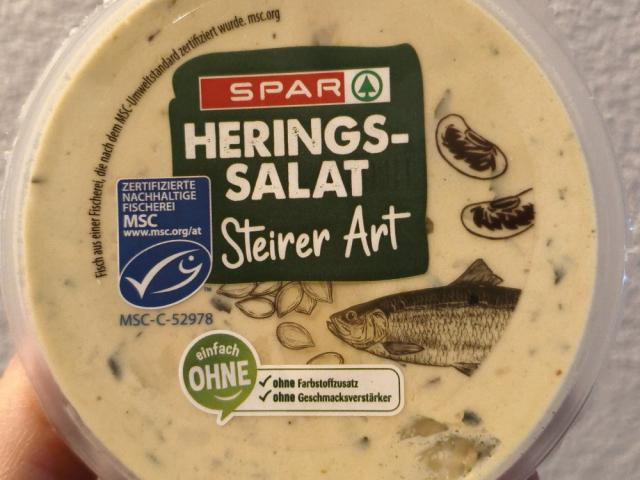 Fisch aus einer Fischerei, die nach dem MSC-Umweltstandard zertifiziert wurde. msc.org
SPAR
HERINGS-
SALAT
Steirer Art
ZERTIFIZIERTE
NACHHALTIGE
FISCHEREI
MSC
www.msc.org/at
TM
MSC-C-52978
einfach
OHNE
✓ ohne Farbstoffzusatz
✓ ohne Geschmacksverstärker